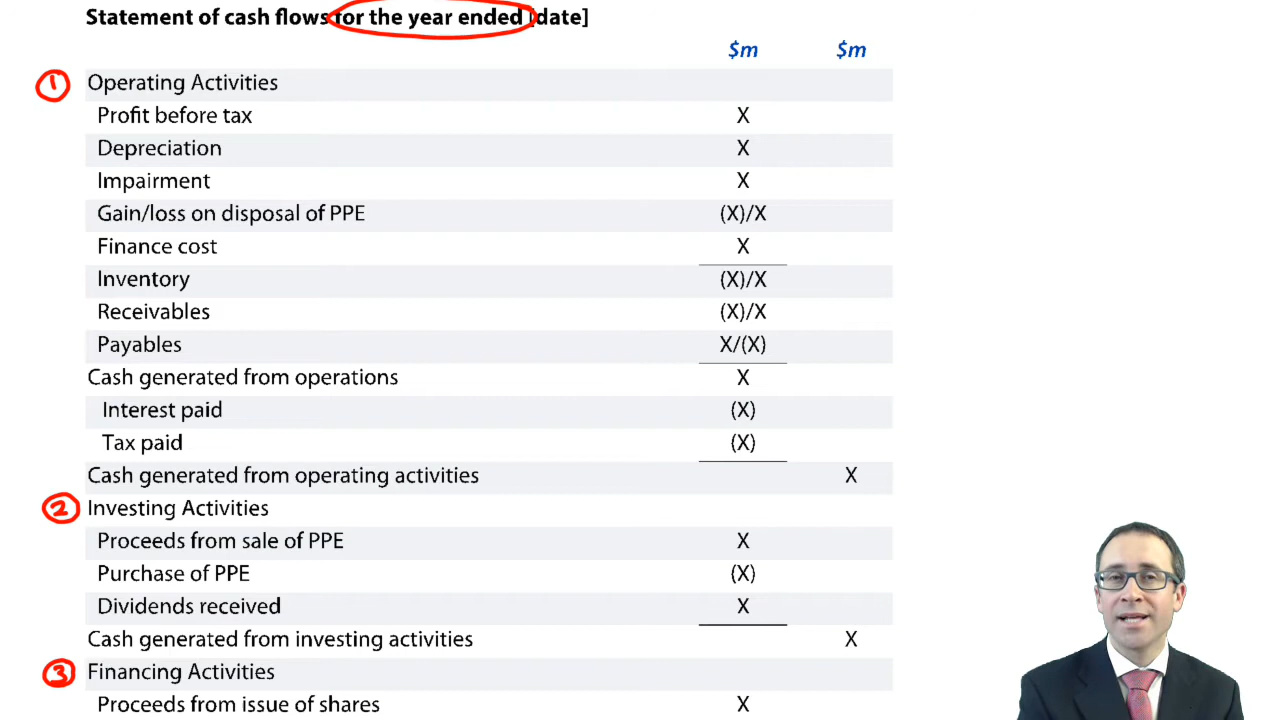 Statement of cash flows for the year ended [date]
$m $m
1 Operating Activities
Profit before tax X
Depreciation X
Impairment X
Gain/loss on disposal of PPE (X)/X
Finance cost X
Inventory (X)/X
Receivables (X)/X
Payables X/(X)
Cash generated from operations X
Interest paid (X)
Tax paid (X)
Cash generated from operating activities X
2 Investing Activities
Proceeds from sale of PPE X
Purchase of PPE (X)
Dividends received X
Cash generated from investing activities X
3 Financing Activities
Proceeds from issue of shares X